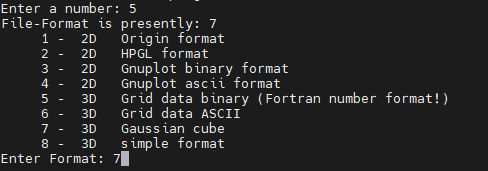 Enter a number: 5
File-Format is presently: 7
1 - 2D Origin format
2 - 2D HPGL format
3 - 2D Gnuplot binary format
4 - 2D Gnuplot ascii format
5 - 3D Grid data binary (Fortran number format!)
6 - 3D Grid data ASCII
7 - 3D Gaussian cube
8 - 3D simple format
Enter Format: 7